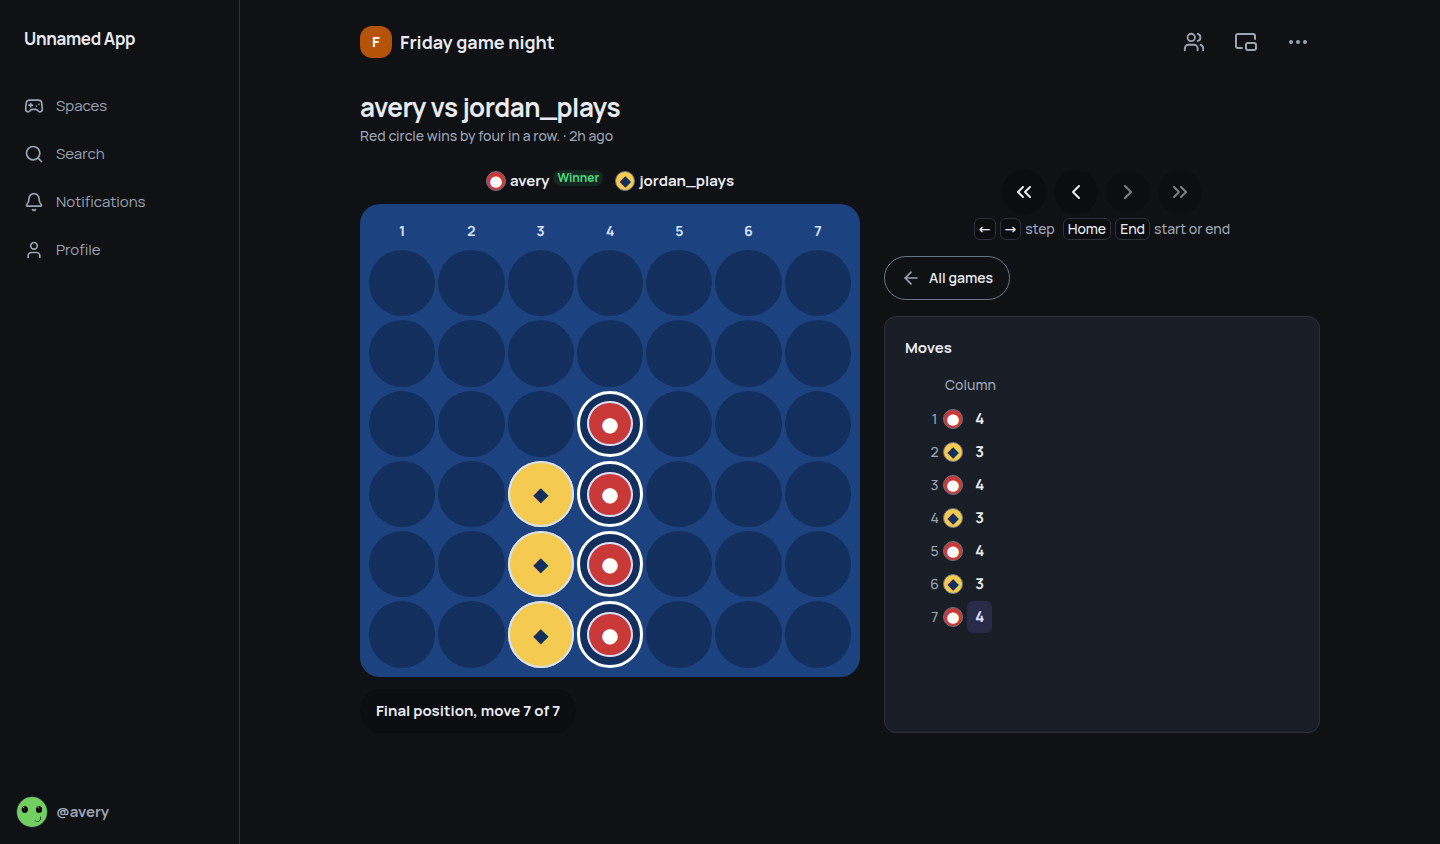 Unnamed App
Spaces
Search
Notifications
Profile
@avery
F Friday game night
avery vs jordan_plays
Red circle wins by four in a row. · 2h ago
avery Winner jordan_plays
1 2 3 4 5 6 7
Final position, move 7 of 7
← → step Home End start or end
All games
Moves
Column
1 4
2 3
3 4
4 3
5 4
6 3
7 4